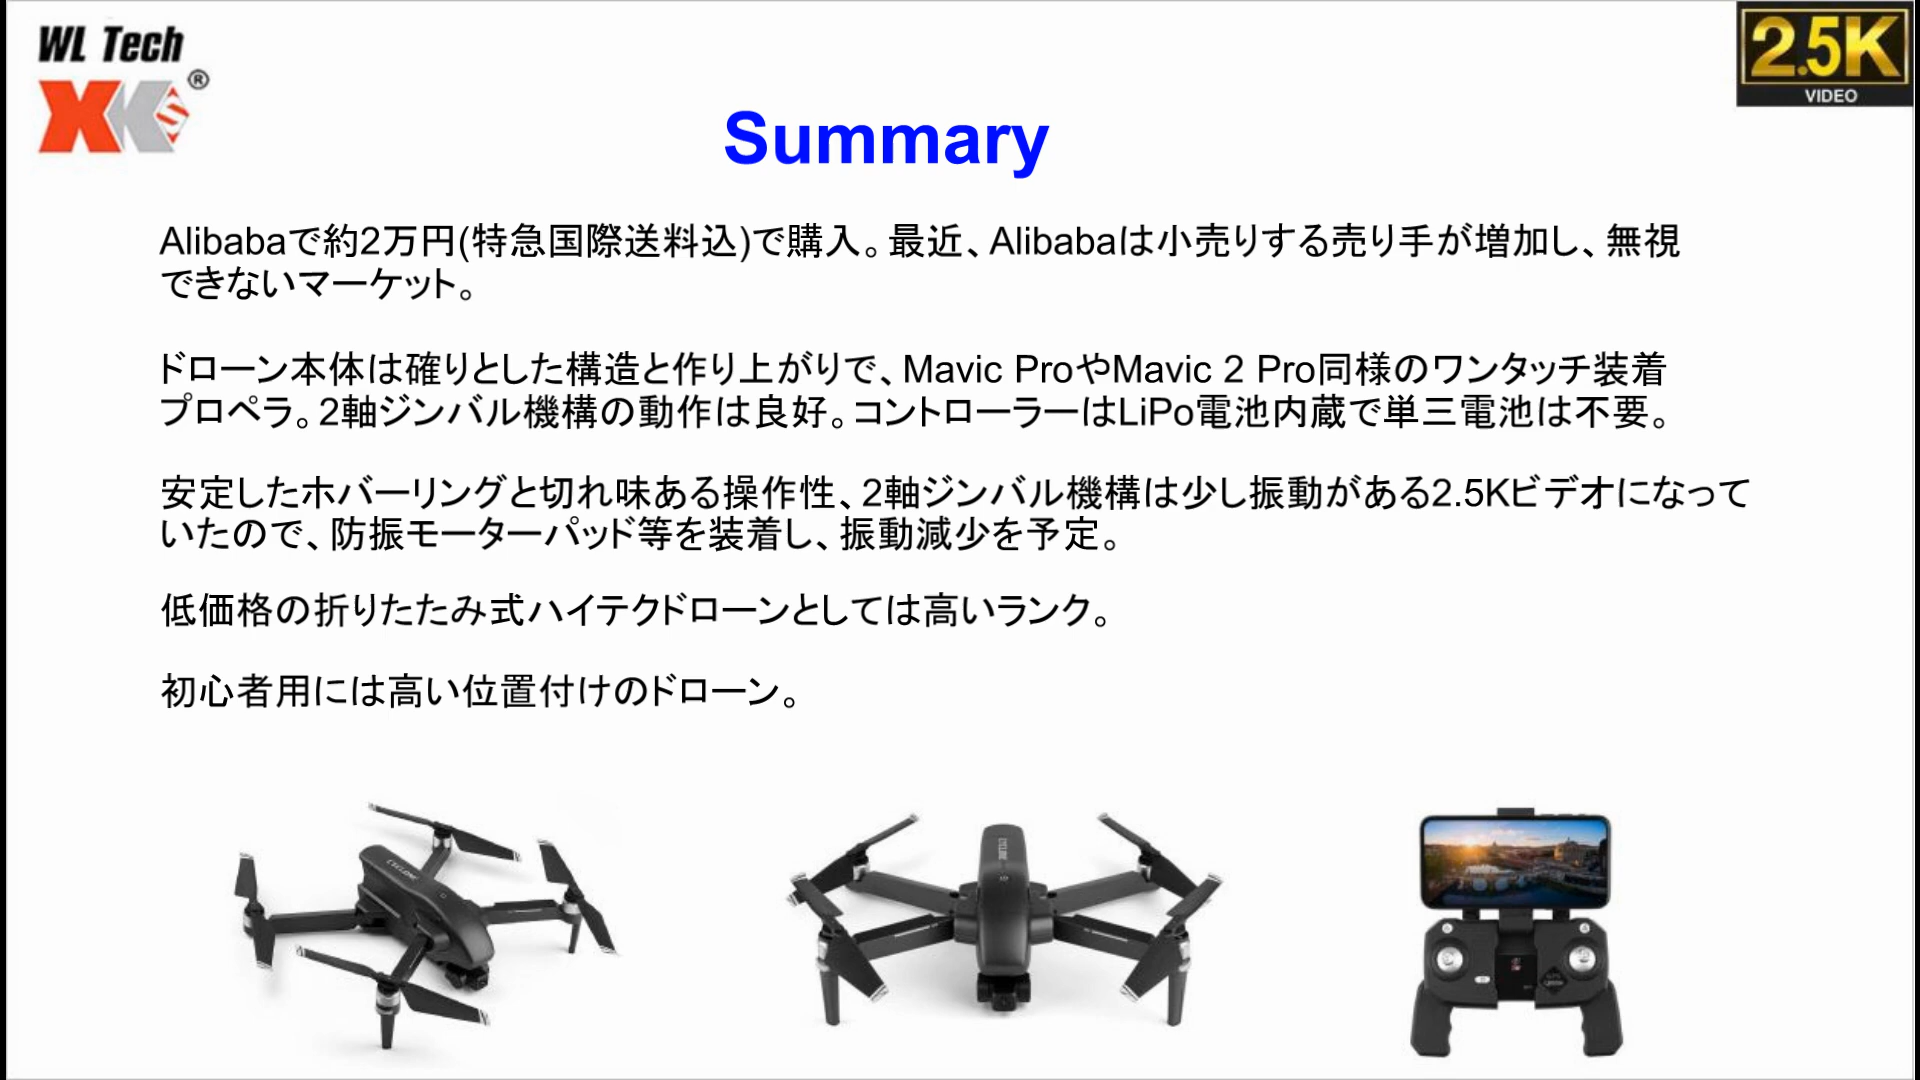 WL Tech
XK
®
2.5K
VIDEO
Summary
Alibabaで約2万円(特急国際送料込)で購入。最近、Alibabaは小売りする売り手が増加し、無視
できないマーケット。
ドローン本体は確りとした構造と作り上がりで、Mavic ProやMavic 2 Pro同様のワンタッチ装着
プロペラ。2軸ジンバル機構の動作は良好。コントローラーはLiPo電池内蔵で単三電池は不要。
安定したホバーリングと切れ味ある操作性、2軸ジンバル機構は少し振動がある2.5Kビデオになって
いたので、防振モーターパッド等を装着し、振動減少を予定。
低価格の折りたたみ式ハイテクドローンとしては高いランク。
初心者用には高い位置付けのドローン。
CYCLONE
CYCLONE